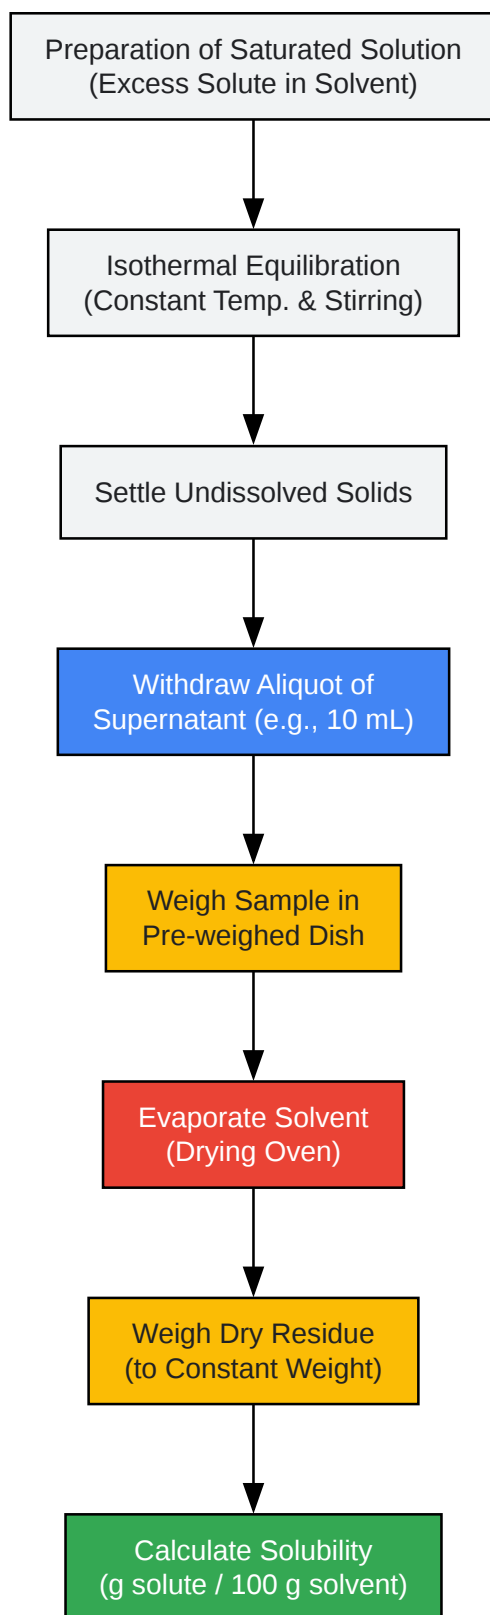 Preparation of Saturated Solution
(Excess Solute in Solvent)
Isothermal Equilibration
(Constant Temp. & Stirring)
Settle Undissolved Solids
Withdraw Aliquot of
Supernatant (e.g., 10 mL)
Weigh Sample in
Pre-weighed Dish
Evaporate Solvent
(Drying Oven)
Weigh Dry Residue
(to Constant Weight)
Calculate Solubility
(g solute / 100 g solvent)